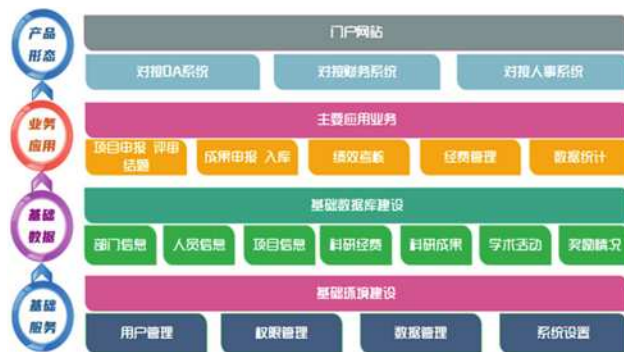 产品
形态
门户网站
对接OA系统
对接财务系统
对接人事系统
业务
应用
主要应用业务
项目申报 评审
结题
成果申报 入库
绩效考核
经费管理
数据统计
基础
数据
基础数据库建设
部门信息
人员信息
项目信息
科研经费
科研成果
学术活动
奖励情况
基础
服务
基础环境建设
用户管理
权限管理
数据管理
系统设置